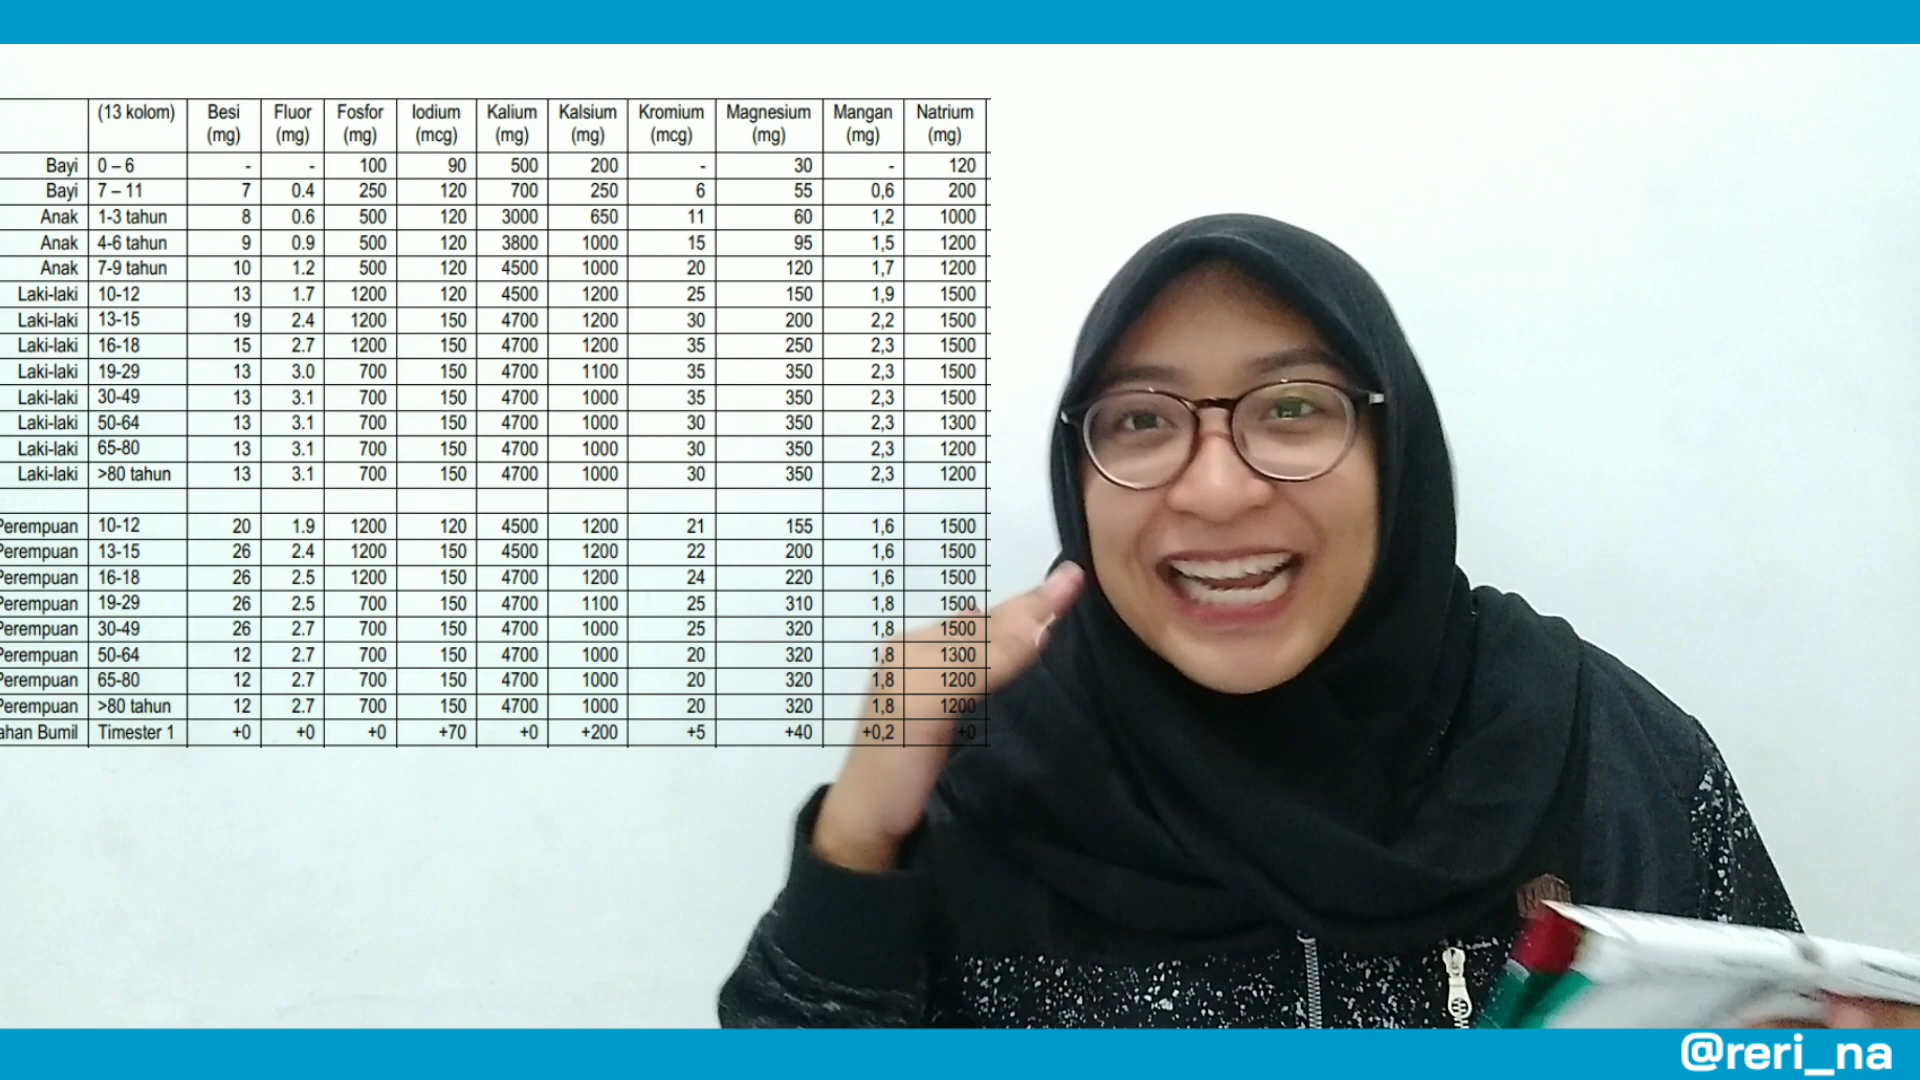 (13 kolom) Besi (mg) Fluor (mg) Fosfor (mg) Iodium (mcg) Kalium (mg) Kalsium (mg) Kromium (mcg) Magnesium (mg) Mangan (mg) Natrium (mg)
Bayi 0 – 6 - - 100 90 500 200 - 30 - 120
Bayi 7 – 11 7 0.4 250 120 700 250 6 55 0,6 200
Anak 1-3 tahun 8 0.6 500 120 3000 650 11 60 1,2 1000
Anak 4-6 tahun 9 0.9 500 120 3800 1000 15 95 1,5 1200
Anak 7-9 tahun 10 1.2 500 120 4500 1000 20 120 1,7 1200
Laki-laki 10-12 13 1.7 1200 120 4500 1200 25 150 1,9 1500
Laki-laki 13-15 19 2.4 1200 150 4700 1200 30 200 2,2 1500
Laki-laki 16-18 15 2.7 1200 150 4700 1200 35 250 2,3 1500
Laki-laki 19-29 13 3.0 700 150 4700 1100 35 350 2,3 1500
Laki-laki 30-49 13 3.1 700 150 4700 1000 35 350 2,3 1500
Laki-laki 50-64 13 3.1 700 150 4700 1000 30 350 2,3 1300
Laki-laki 65-80 13 3.1 700 150 4700 1000 30 350 2,3 1200
Laki-laki >80 tahun 13 3.1 700 150 4700 1000 30 350 2,3 1200
Perempuan 10-12 20 1.9 1200 120 4500 1200 21 155 1,6 1500
Perempuan 13-15 26 2.4 1200 150 4500 1200 22 200 1,6 1500
Perempuan 16-18 26 2.5 1200 150 4700 1200 24 220 1,6 1500
Perempuan 19-29 26 2.5 700 150 4700 1100 25 310 1,8 1500
Perempuan 30-49 26 2.7 700 150 4700 1000 25 320 1,8 1500
Perempuan 50-64 12 2.7 700 150 4700 1000 20 320 1,8 1300
Perempuan 65-80 12 2.7 700 150 4700 1000 20 320 1,8 1200
Perempuan >80 tahun 12 2.7 700 150 4700 1000 20 320 1,8 1200
ahan Bumil Timester 1 +0 +0 +0 +70 +0 +200 +5 +40 +0,2 +0
@reri_na